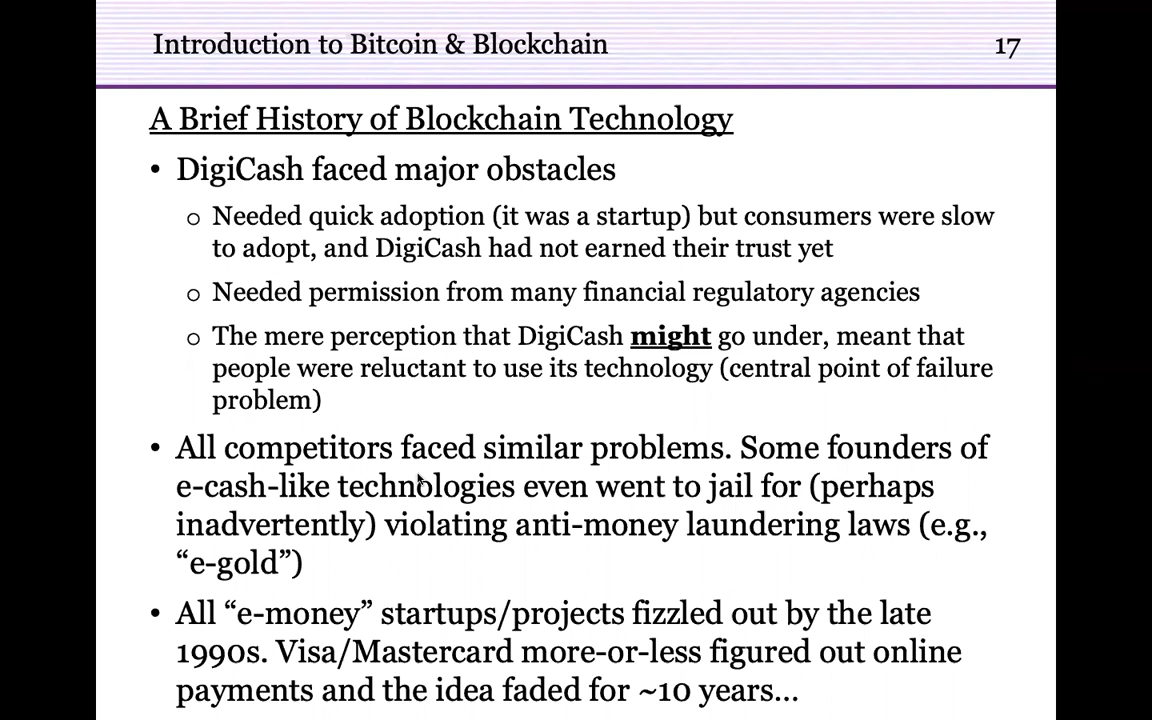 Introduction to Bitcoin & Blockchain 17
A Brief History of Blockchain Technology
• DigiCash faced major obstacles
o Needed quick adoption (it was a startup) but consumers were slow
to adopt, and DigiCash had not earned their trust yet
o Needed permission from many financial regulatory agencies
o The mere perception that DigiCash might go under, meant that
people were reluctant to use its technology (central point of failure
problem)
• All competitors faced similar problems. Some founders of
e-cash-like technologies even went to jail for (perhaps
inadvertently) violating anti-money laundering laws (e.g.,
“e-gold”)
• All “e-money” startups/projects fizzled out by the late
1990s. Visa/Mastercard more-or-less figured out online
payments and the idea faded for ~10 years...